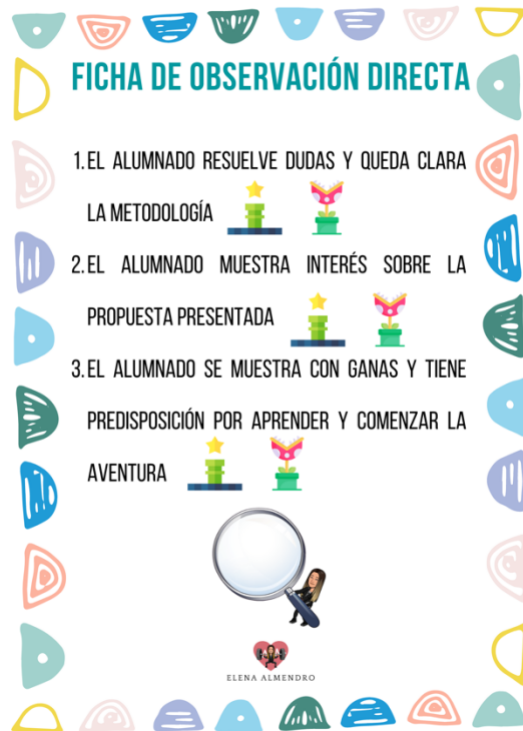 FICHA DE OBSERVACIÓN DIRECTA
1. EL ALUMNADO RESUELVE DUDAS Y QUEDA CLARA
LA METODOLOGÍA
2. EL ALUMNADO MUESTRA INTERÉS SOBRE LA
PROPUESTA PRESENTADA
3. EL ALUMNADO SE MUESTRA CON GANAS Y TIENE
PREDISPOSICIÓN POR APRENDER Y COMENZAR LA
AVENTURA
ELENA ALMENDRO